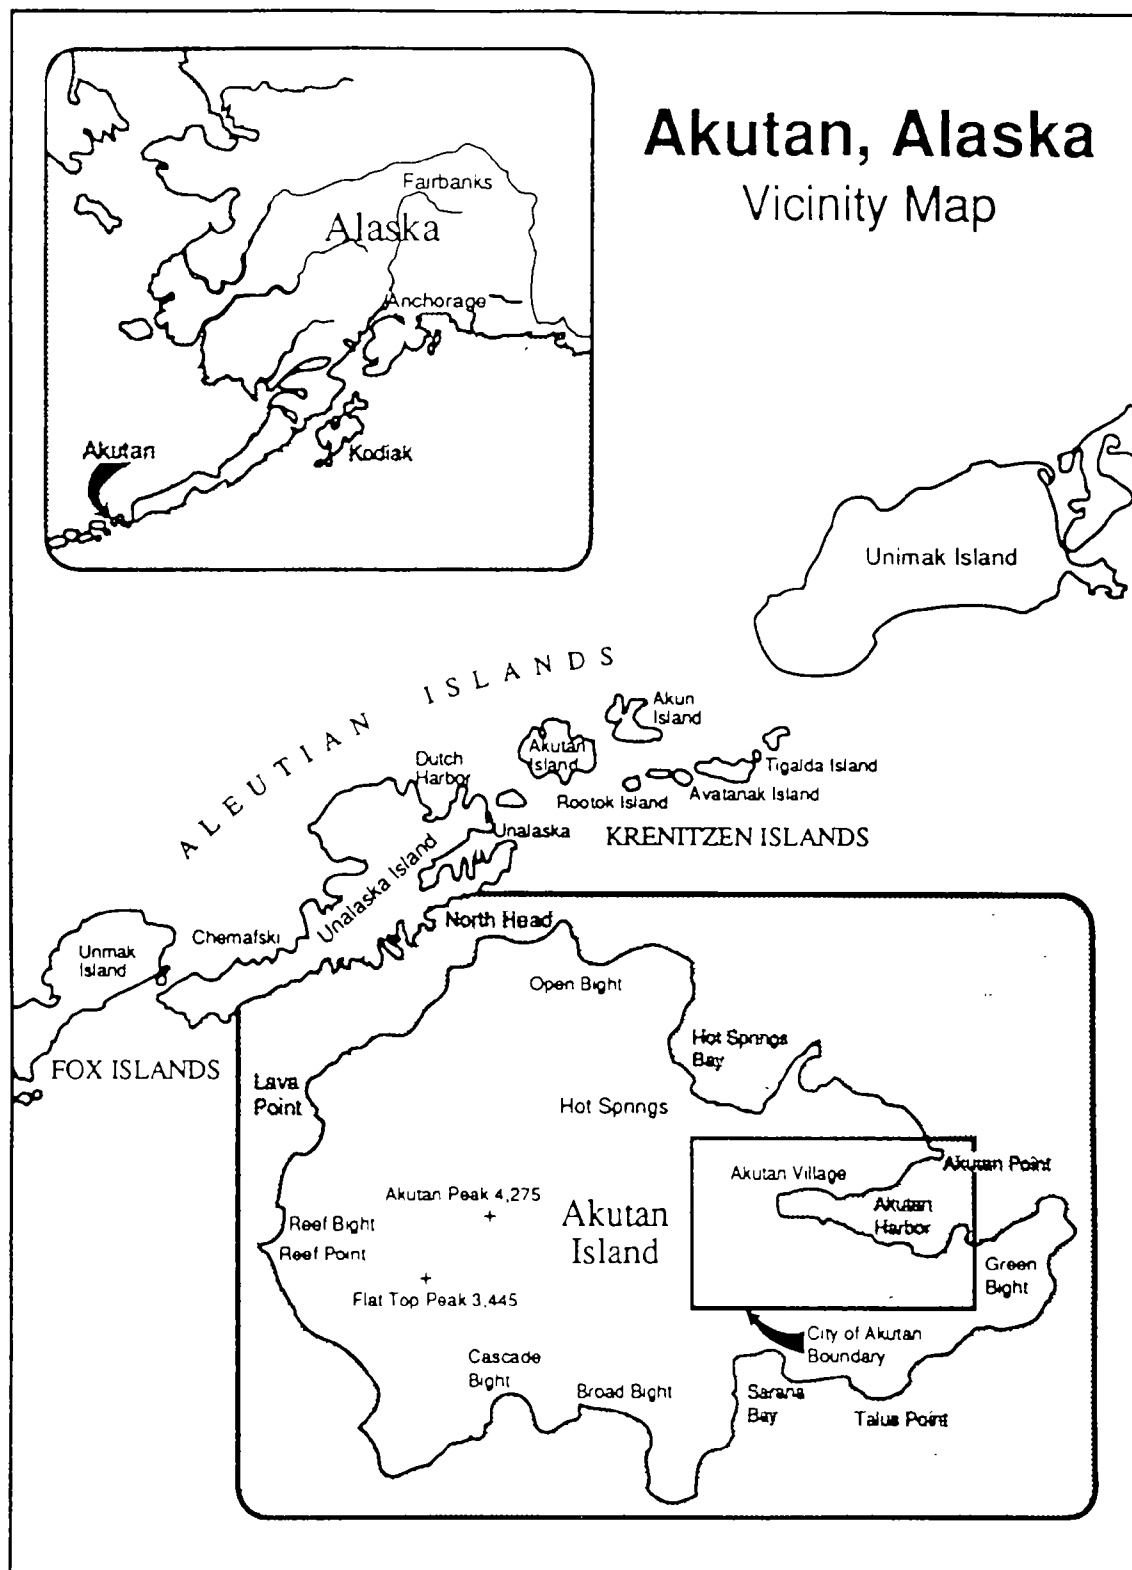 Akutan, Alaska
Vicinity Map
Fairbanks
Alaska
Anchorage
Akutan
Kodiak
Unimak Island
ALEUTIAN ISLANDS
Akun
Island
Akutan
Island
Tigalda Island
Avatanak Island
Rootok Island
Dutch
Harbor
Unalaska
KRENITZEN ISLANDS
Unalaska Island
Chernafski
Unmak
Island
FOX ISLANDS
North Head
Open Bight
Hot Springs
Bay
Lava
Point
Hot Springs
Akutan Point
Akutan Village
Akutan
Harbor
Akutan Peak 4,275
Akutan
Island
Reef Bight
Reef Point
Green
Bight
Flat Top Peak 3,445
City of Akutan
Boundary
Cascade
Bight
Broad Bight
Sarana
Bay
Talus Point